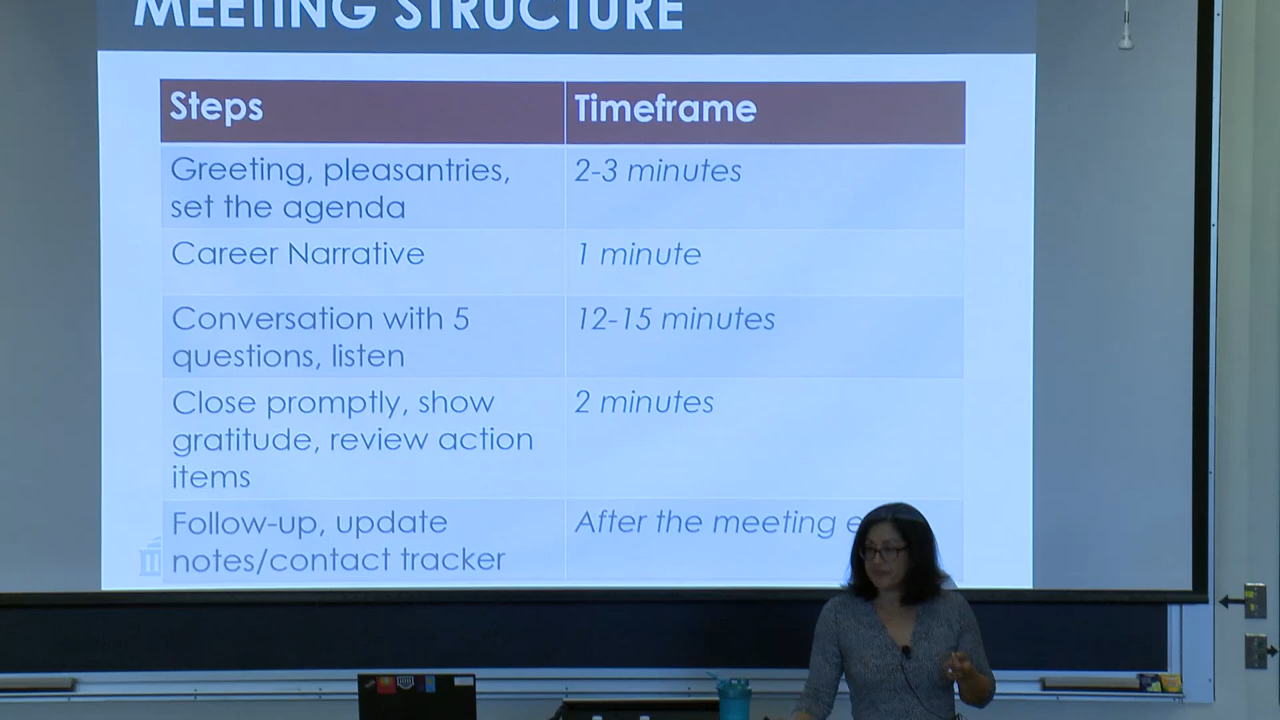 MEETING STRUCTURE
Steps
Timeframe
Greeting, pleasantries,
set the agenda
2-3 minutes
Career Narrative
1 minute
Conversation with 5
questions, listen
12-15 minutes
Close promptly, show
gratitude, review action
items
2 minutes
Follow-up, update
notes/contact tracker
After the meeting